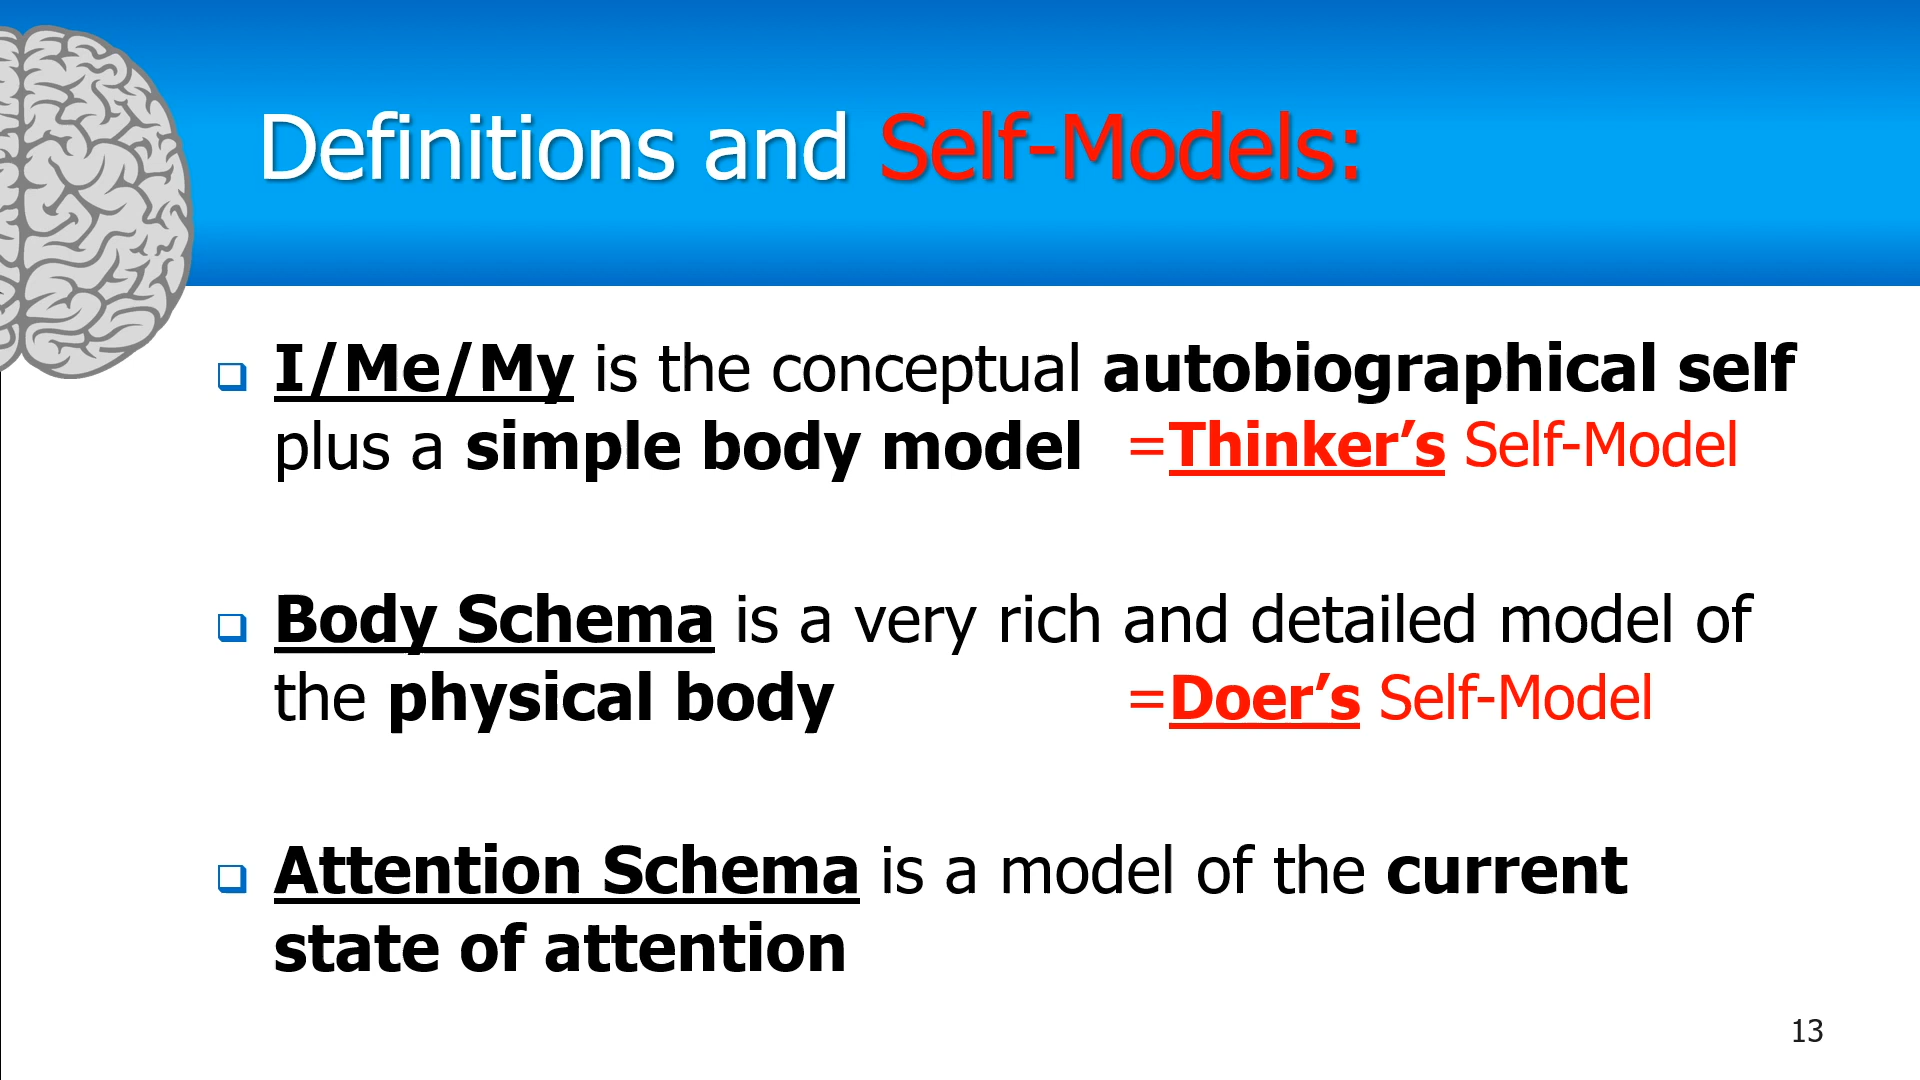 Definitions and Self-Models:
I/Me/My is the conceptual autobiographical self
plus a simple body model =Thinker’s Self-Model
Body Schema is a very rich and detailed model of
the physical body =Doer’s Self-Model
Attention Schema is a model of the current
state of attention
13